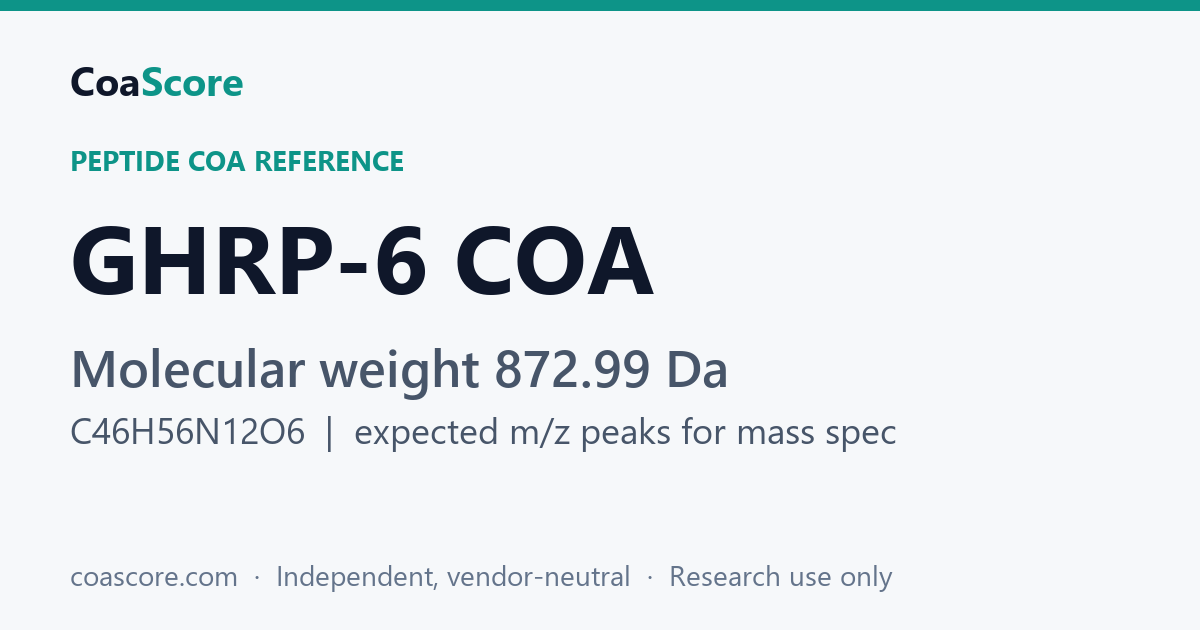 CoaScore
PEPTIDE COA REFERENCE
GHRP-6 COA
Molecular weight 872.99 Da
C46H56N12O6 | expected m/z peaks for mass spec
coascore.com · Independent, vendor-neutral · Research use only